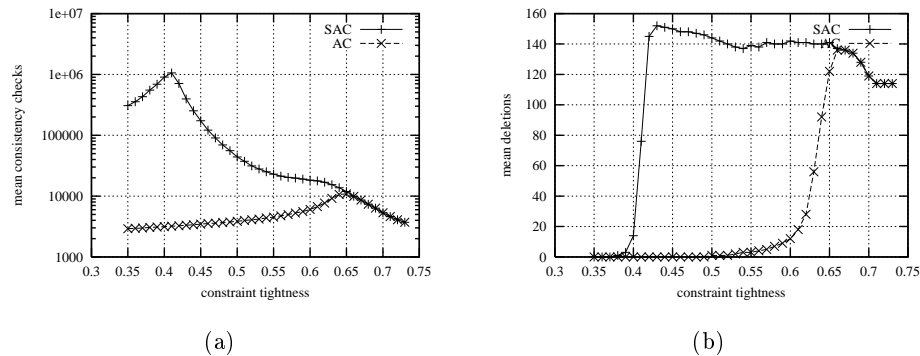 1e+07
1e+06
100000
10000
1000
mean consistency checks
SAC
AC
0.3 0.35 0.4 0.45 0.5 0.55 0.6 0.65 0.7 0.75
constraint tightness
(a)
160
140
120
100
80
60
40
20
0
mean deletions
SAC
0.3 0.35 0.4 0.45 0.5 0.55 0.6 0.65 0.7 0.75
constraint tightness
(b)